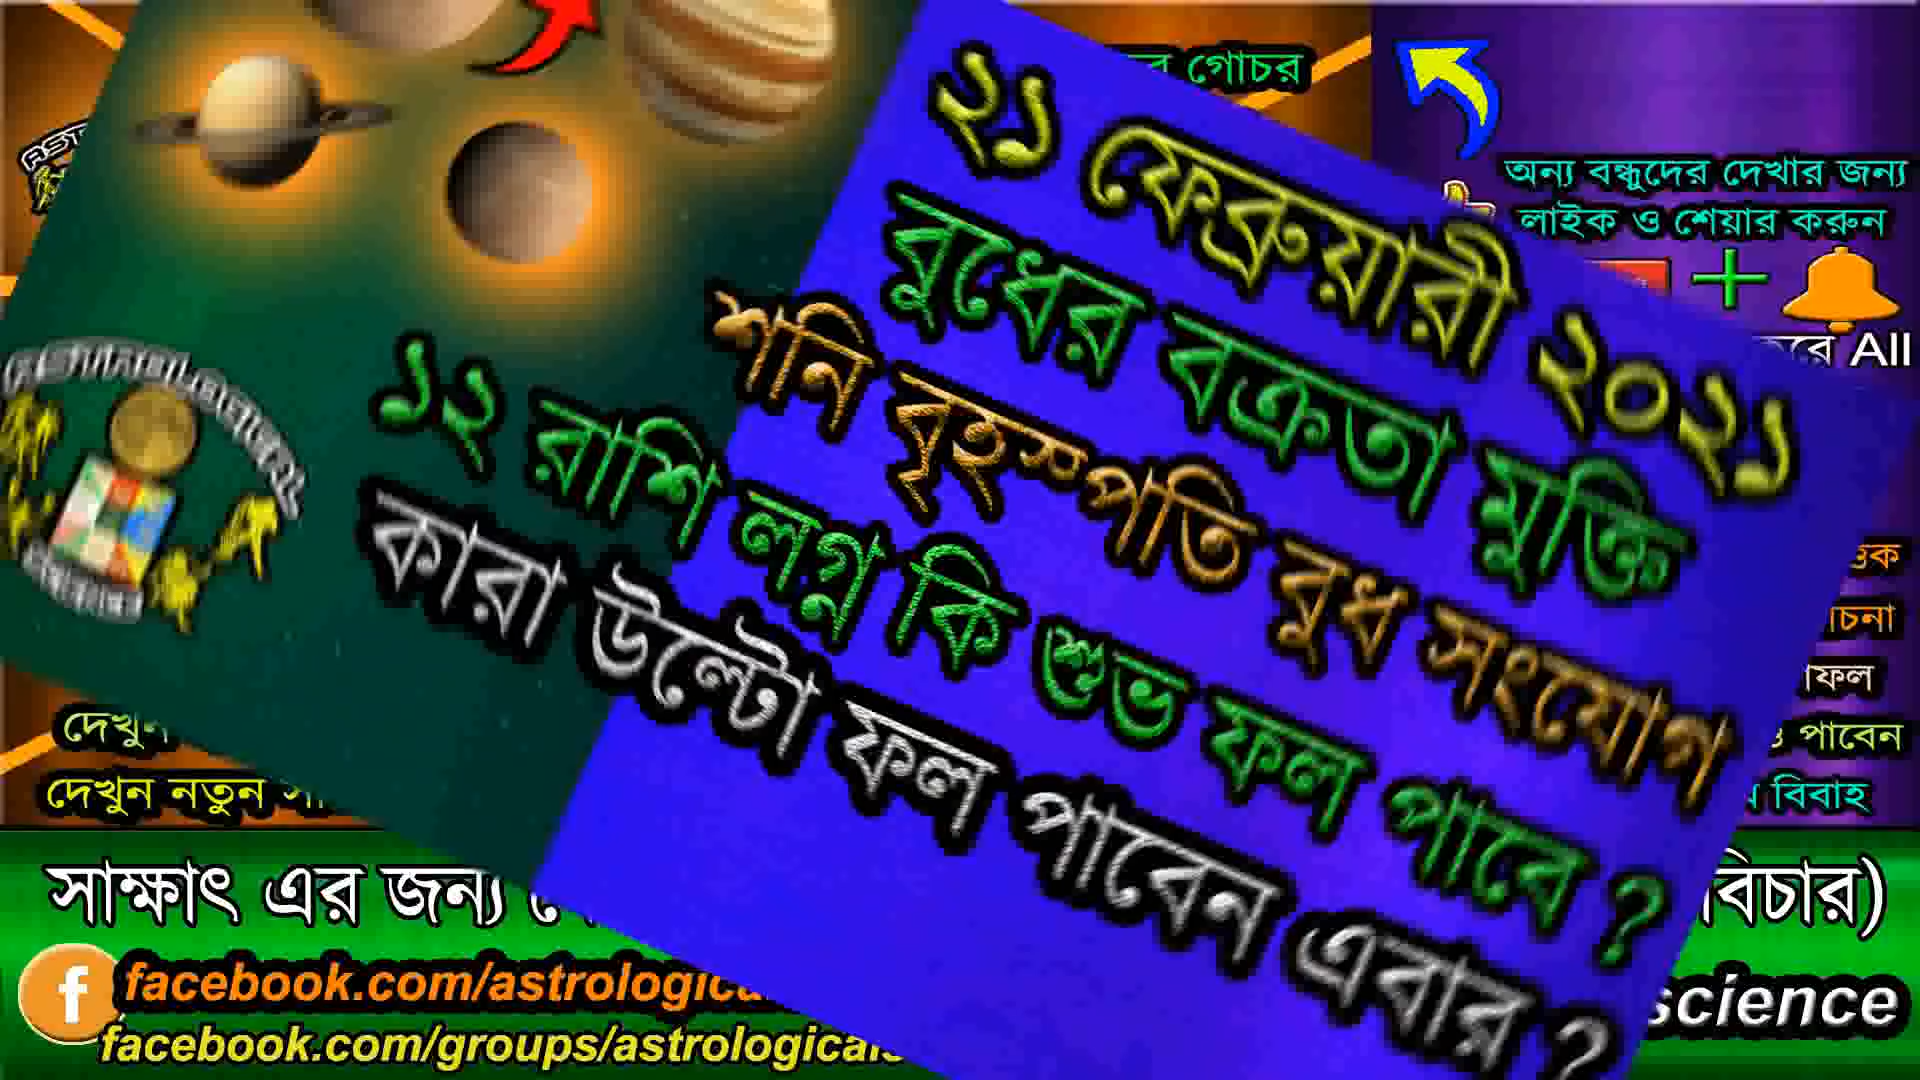 গোচর
অন্য বন্ধুদের দেখার জন্য
লাইক ও শেয়ার করুন
All
২১ ফেব্রুয়ারী ২০২১
বুধের বক্রতা মুক্তি
শনি বৃহস্পতি বুধ সংযোগ
১২ রাশি লগ্ন কি শুভ ফল পাবে ?
কারা উল্টো ফল পাবেন এবার ?
পাবেন
বিবাহ
দেখুন
দেখুন নতুন
সাক্ষাৎ এর জন্য
বিচার)
facebook.com/astrologica
science
facebook.com/groups/astrologicals